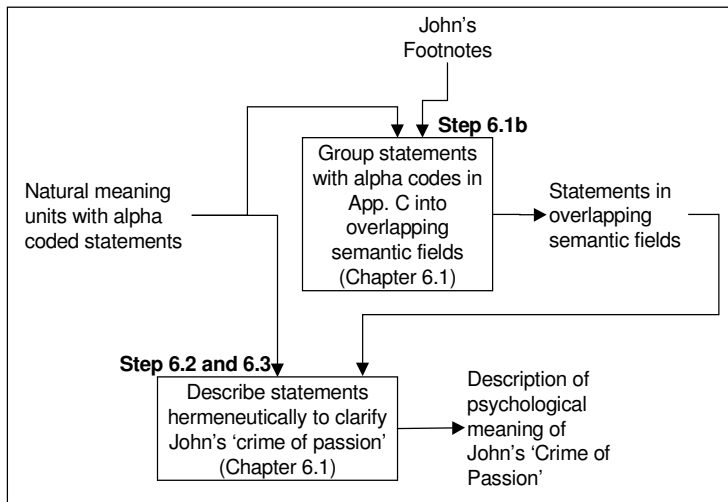 John's
Footnotes
Step 6.1b
Group statements
with alpha codes in
App. C into
overlapping
semantic fields
(Chapter 6.1)
Natural meaning
units with alpha
coded statements
Statements in
overlapping
semantic fields
Step 6.2 and 6.3
Describe statements
hermeneutically to clarify
John's ‘crime of passion’
(Chapter 6.1)
Description of
psychological
meaning of
John's ‘Crime of
Passion’